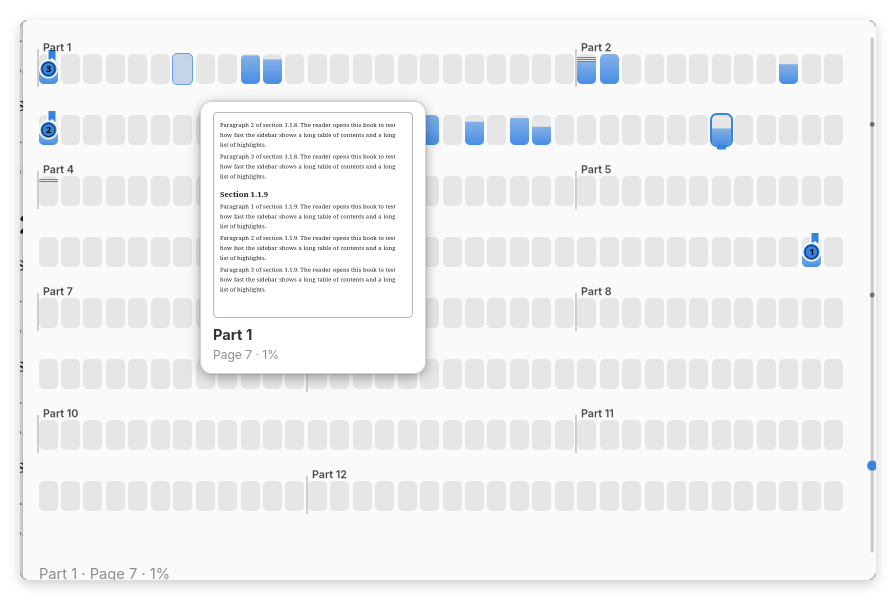 Part 1
Part 2
3
2
Paragraph 2 of section 1.1.8. The reader opens this book to test
how fast the sidebar shows a long table of contents and a long
list of highlights.
Paragraph 3 of section 1.1.8. The reader opens this book to test
how fast the sidebar shows a long table of contents and a long
list of highlights.
Section 1.1.9
Paragraph 1 of section 1.1.9. The reader opens this book to test
how fast the sidebar shows a long table of contents and a long
list of highlights.
Paragraph 2 of section 1.1.9. The reader opens this book to test
how fast the sidebar shows a long table of contents and a long
list of highlights.
Paragraph 3 of section 1.1.9. The reader opens this book to test
how fast the sidebar shows a long table of contents and a long
list of highlights.
Part 1
Page 7 · 1%
Part 4
Part 5
1
Part 7
Part 8
Part 10
Part 11
Part 12
Part 1 · Page 7 · 1%